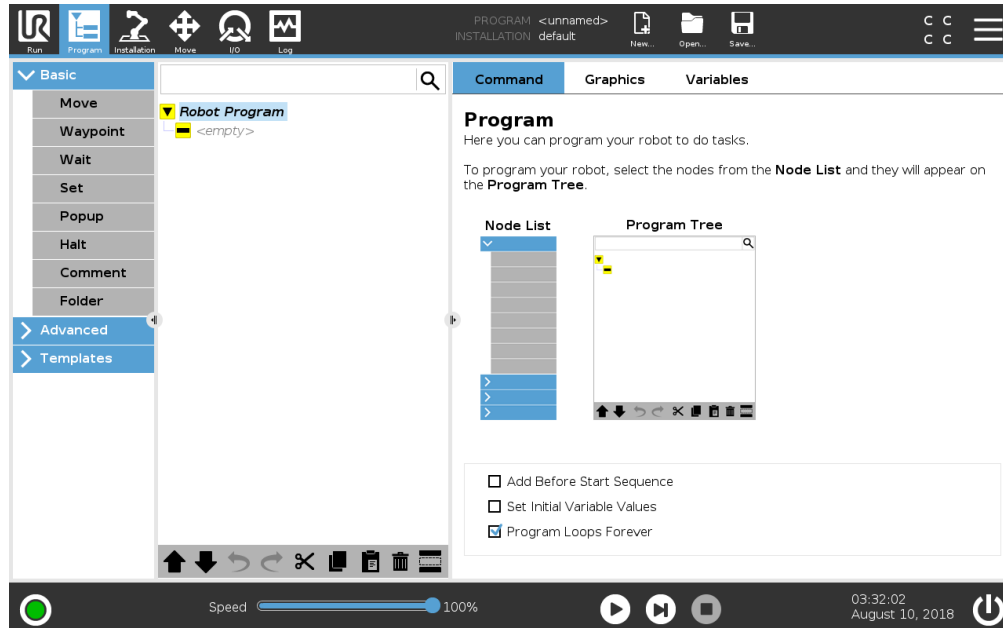 UR
PROGRAM <unnamed>
INSTALLATION default
Run Program Installation Move I/O Log
New... Open... Save...
C C
C C
Basic
Move
Waypoint
Wait
Set
Popup
Halt
Comment
Folder
Advanced
Templates
Robot Program
<empty>
Command Graphics Variables
Program
Here you can program your robot to do tasks.
To program your robot, select the nodes from the Node List and they will appear on
the Program Tree.
Node List Program Tree
Add Before Start Sequence
Set Initial Variable Values
Program Loops Forever
Speed 100%
03:32:02
August 10, 2018